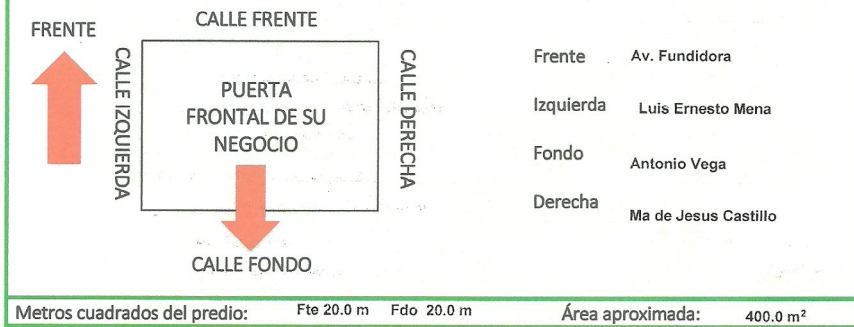 FRENTE
CALLE FRENTE
CALLE IZQUIERDA
PUERTA
FRONTAL DE SU
NEGOCIO
CALLE DERECHA
CALLE FONDO
Frente Av. Fundidora
Izquierda Luis Ernesto Mena
Fondo Antonio Vega
Derecha Ma de Jesus Castillo
Metros cuadrados del predio: Fte 20.0 m Fdo 20.0 m Área aproximada: 400.0 m²